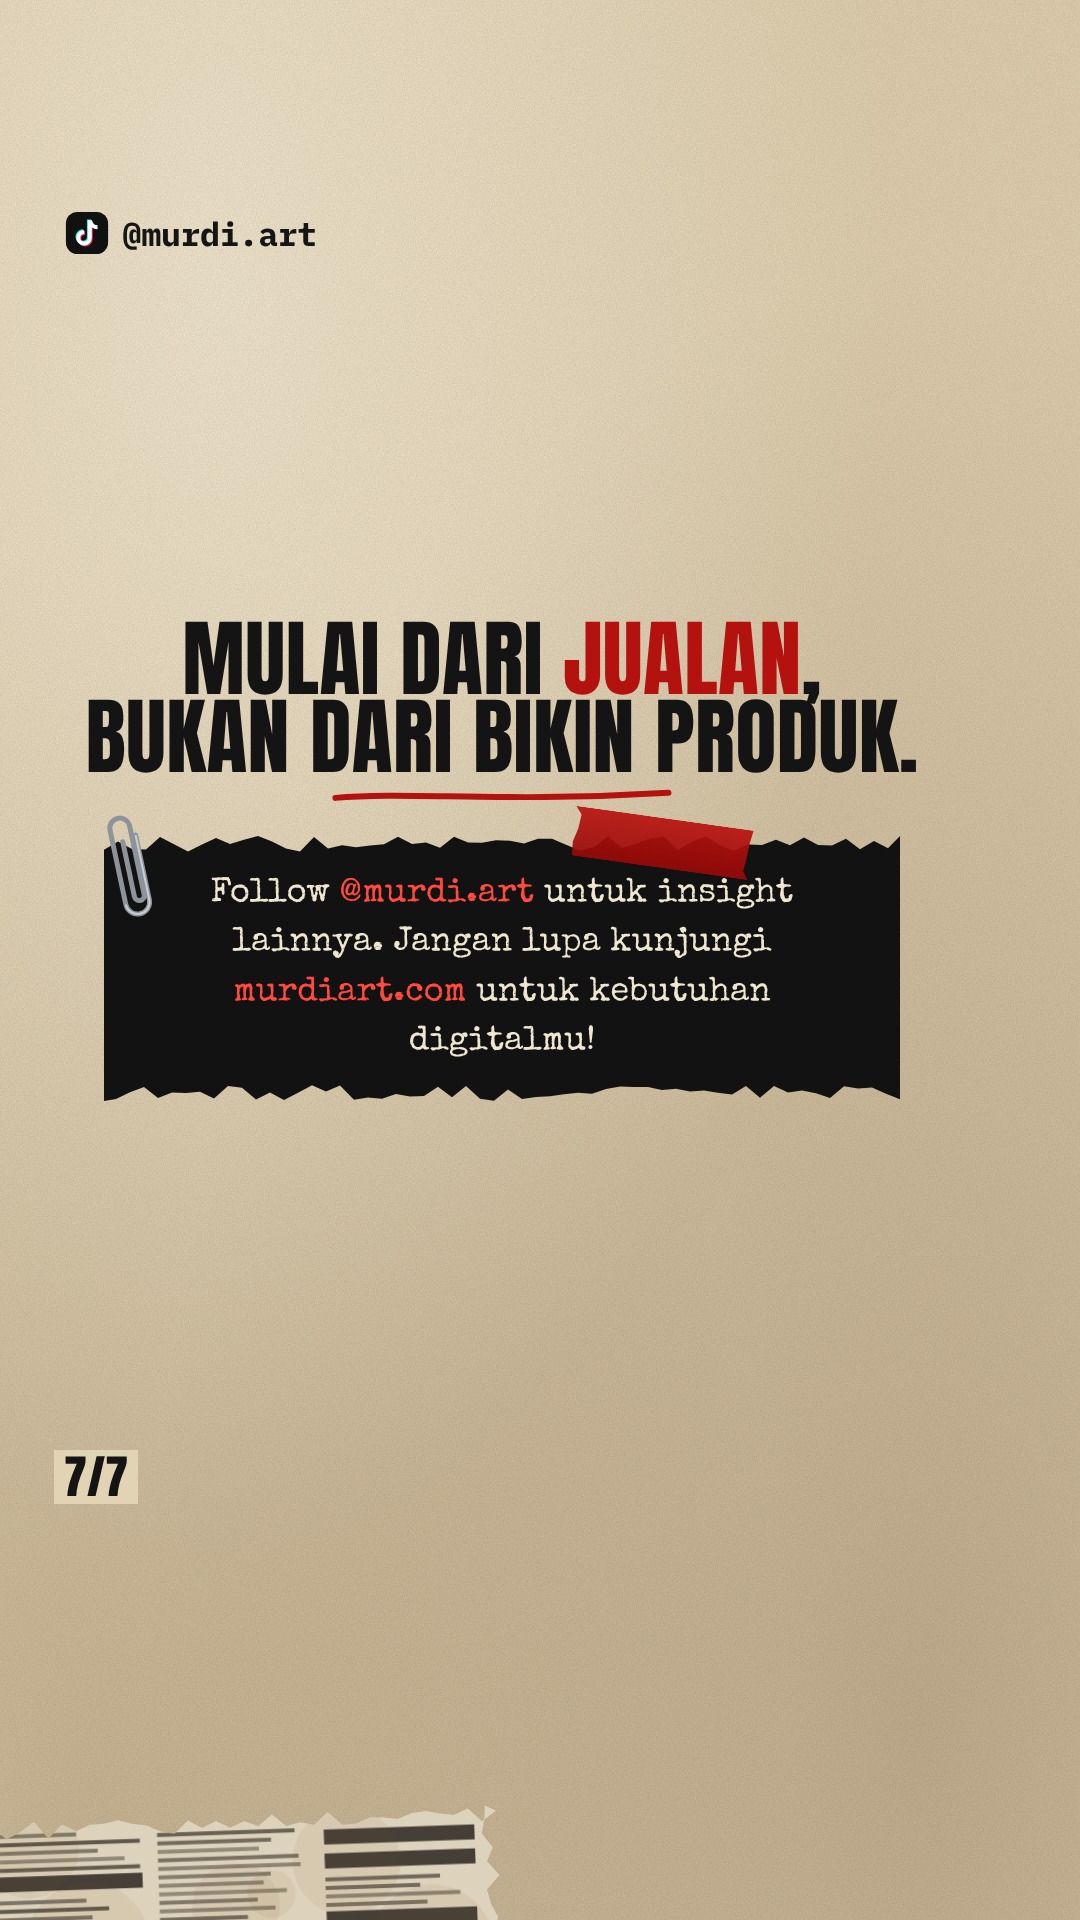 @murdi.art
MULAI DARI JUALAN,
BUKAN DARI BIKIN PRODUK.
Follow @murdi.art untuk insight
lainnya. Jangan lupa kunjungi
murdiart.com untuk kebutuhan
digitalmu!
7/7